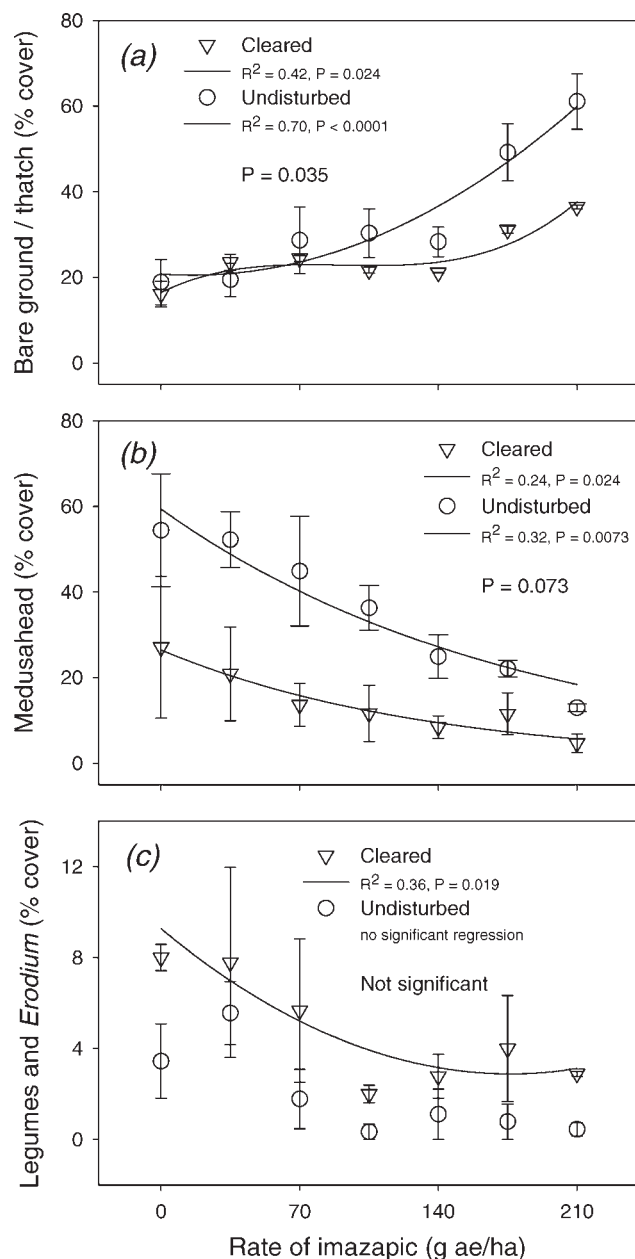 80
60
40
20
0
Bare ground / thatch (% cover)
(a)
Cleared
R² = 0.42, P = 0.024
Undisturbed
R² = 0.70, P < 0.0001
P = 0.035
80
60
40
20
0
Medusahead (% cover)
(b)
Cleared
R² = 0.24, P = 0.024
Undisturbed
R² = 0.32, P = 0.0073
P = 0.073
12
8
4
0
Legumes and Erodium (% cover)
(c)
Cleared
R² = 0.36, P = 0.019
Undisturbed
no significant regression
Not significant
0 70 140 210
Rate of imazapic (g ae/ha)